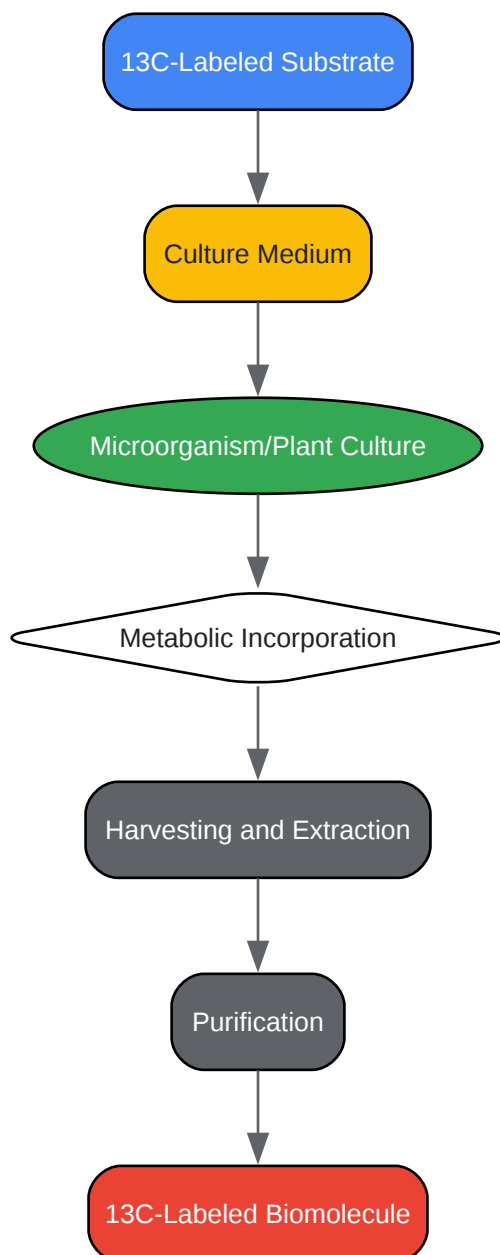 13C-Labeled Substrate
Culture Medium
Microorganism/Plant Culture
Metabolic Incorporation
Harvesting and Extraction
Purification
13C-Labeled Biomolecule